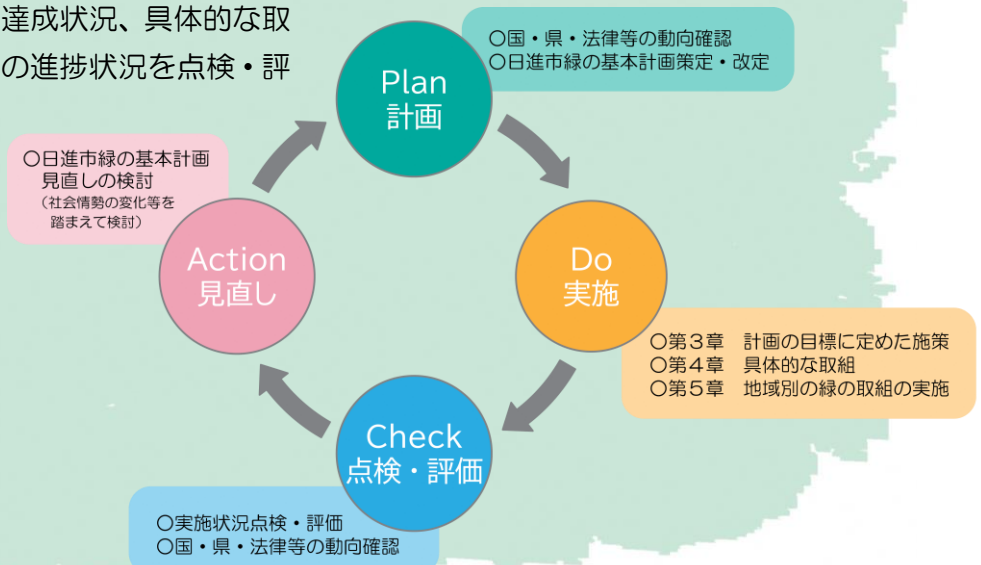 達成状況、具体的な取
の進捗状況を点検・評
Plan
計画
○国・県・法律等の動向確認
○日進市緑の基本計画策定・改定
Do
実施
○第３章　計画の目標に定めた施策
○第４章　具体的な取組
○第５章　地域別の緑の取組の実施
Check
点検・評価
○実施状況点検・評価
○国・県・法律等の動向確認
Action
見直し
○日進市緑の基本計画
見直しの検討
（社会情勢の変化等を
踏まえて検討）